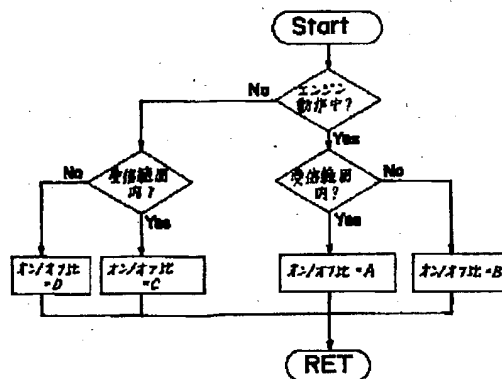 Start
エンジン
動作中?
No
Yes
受信範囲
内?
No
Yes
受信範囲
内?
No
Yes
オン/オフ比
=D
オン/オフ比
=C
オン/オフ比=A
オン/オフ比=B
RET